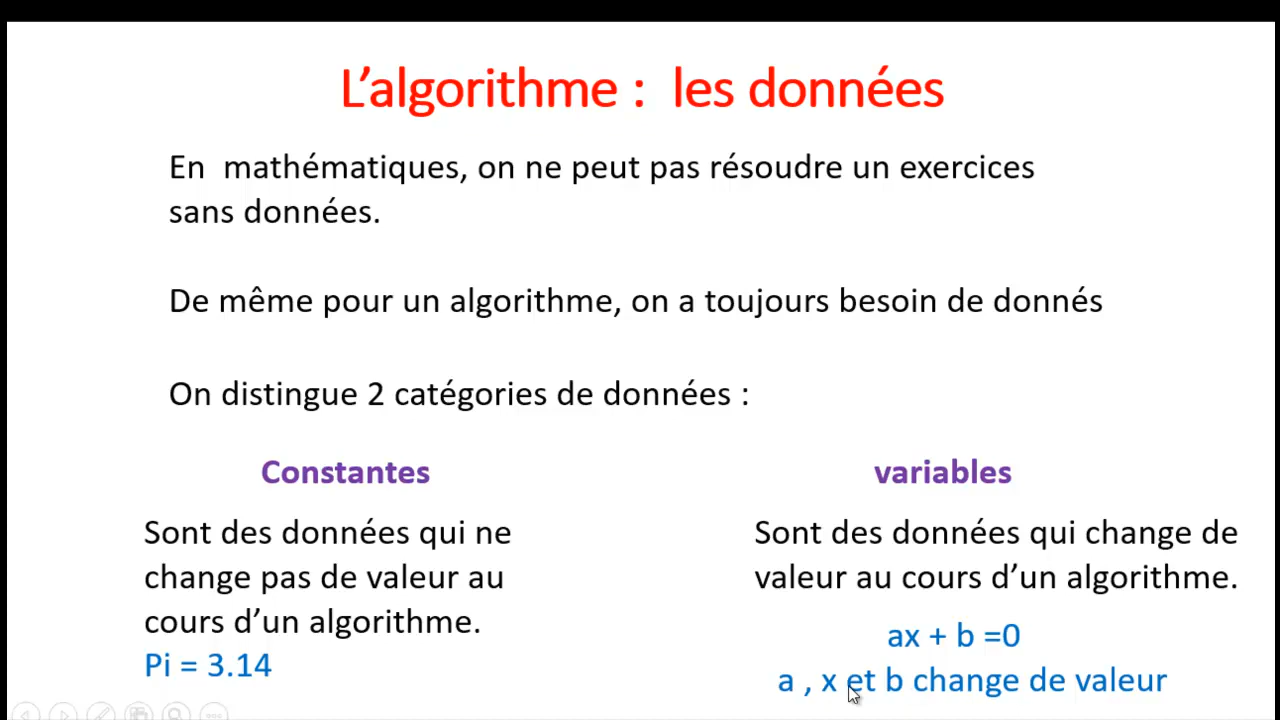 L’algorithme :  les données
En  mathématiques, on ne peut pas résoudre un exercices
sans données.
De même pour un algorithme, on a toujours besoin de donnés
On distingue 2 catégories de données :
Constantes
Sont des données qui ne
change pas de valeur au
cours d’un algorithme.
Pi = 3.14
variables
Sont des données qui change de
valeur au cours d’un algorithme.
ax + b =0
a , x et b change de valeur